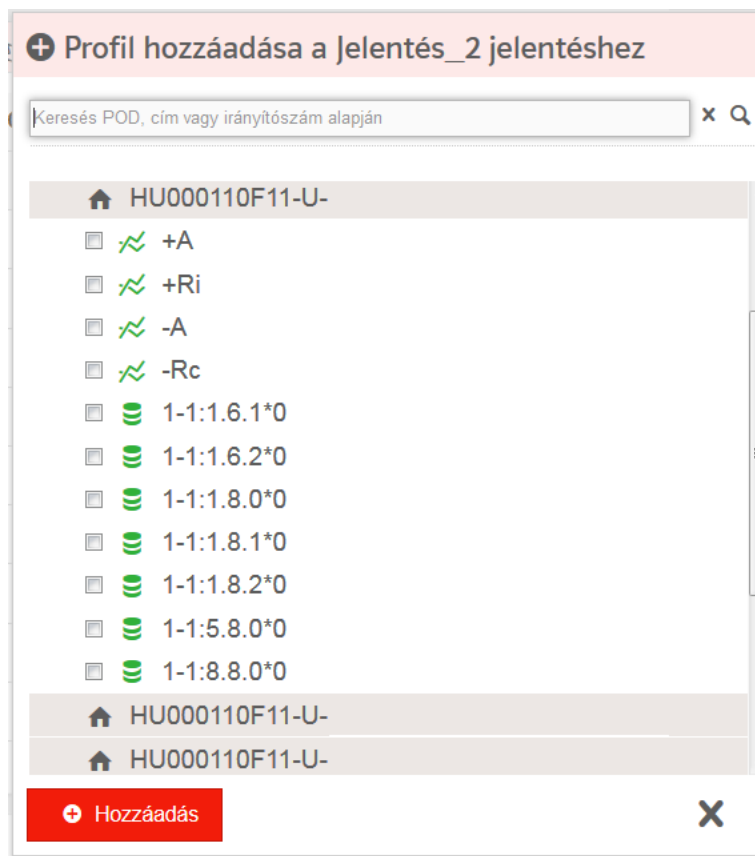 Profil hozzáadása a Jelentés_2 jelentéshez
Keresés POD, cím vagy irányítószám alapján
HU000110F11-U-
+A
+Ri
-A
-Rc
1-1:1.6.1*0
1-1:1.6.2*0
1-1:1.8.0*0
1-1:1.8.1*0
1-1:1.8.2*0
1-1:5.8.0*0
1-1:8.8.0*0
HU000110F11-U-
HU000110F11-U-
Hozzáadás